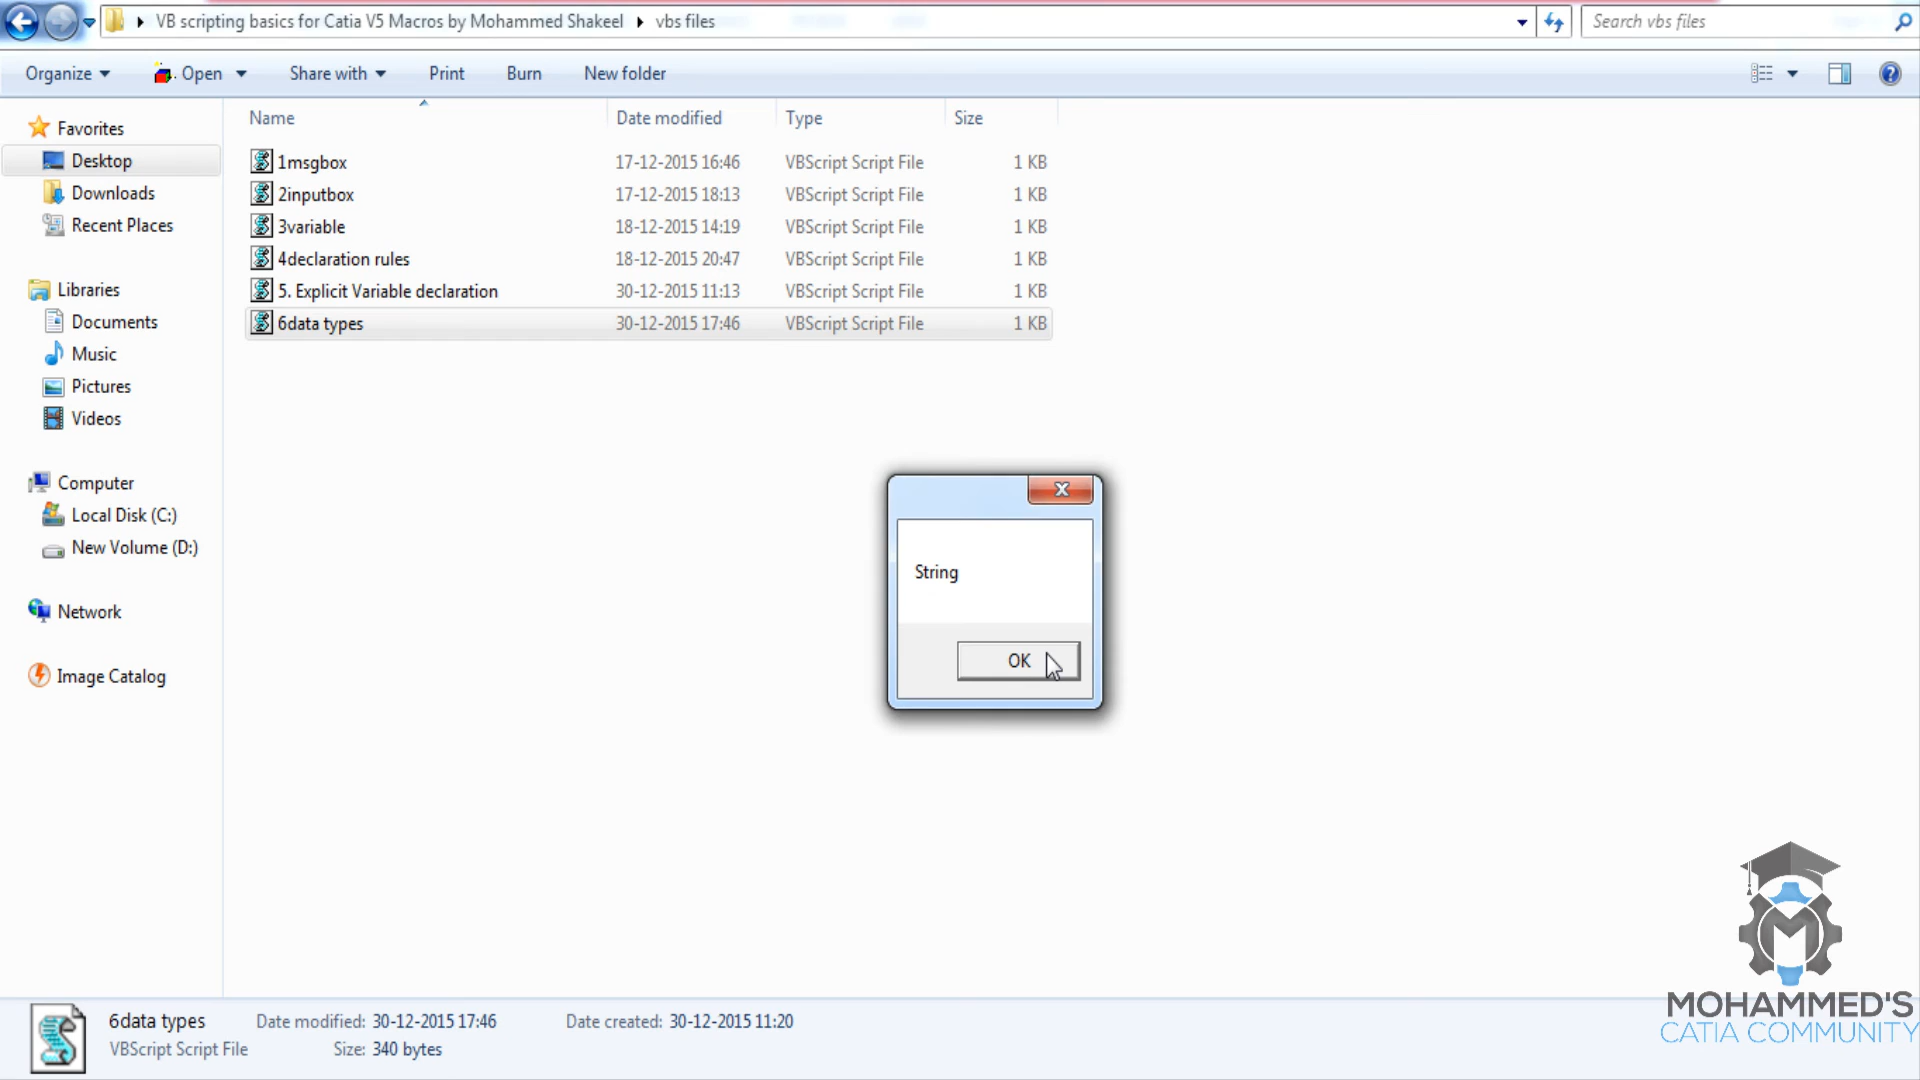 VB scripting basics for Catia V5 Macros by Mohammed Shakeel vbs files Search vbs files
Organize Open Share with Print Burn New folder
Name Date modified Type Size
Favorites
Desktop
Downloads
Recent Places
Libraries
Documents
Music
Pictures
Videos
Computer
Local Disk (C:)
New Volume (D:)
Network
Image Catalog
1msgbox 17-12-2015 16:46 VBScript Script File 1 KB
2inputbox 17-12-2015 18:13 VBScript Script File 1 KB
3variable 18-12-2015 14:19 VBScript Script File 1 KB
4declaration rules 18-12-2015 20:47 VBScript Script File 1 KB
5. Explicit Variable declaration 30-12-2015 11:13 VBScript Script File 1 KB
6data types 30-12-2015 17:46 VBScript Script File 1 KB
X
String
OK
6data types Date modified: 30-12-2015 17:46 Date created: 30-12-2015 11:20
VBScript Script File Size: 340 bytes
M
MOHAMMED'S
CATIA COMMUNITY